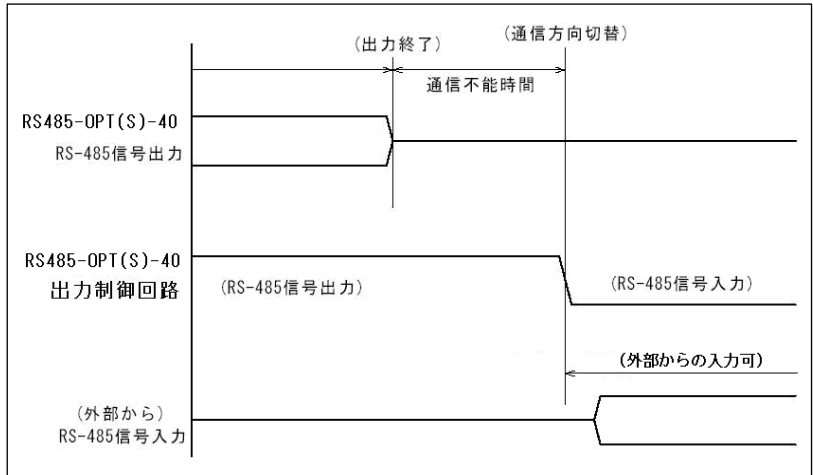 (出力終了)
(通信方向切替)
通信不能時間
RS485-OPT(S)-40
RS-485信号出力
RS485-OPT(S)-40
出力制御回路
(RS-485信号出力)
(RS-485信号入力)
(外部からの入力可)
(外部から)
RS-485信号入力